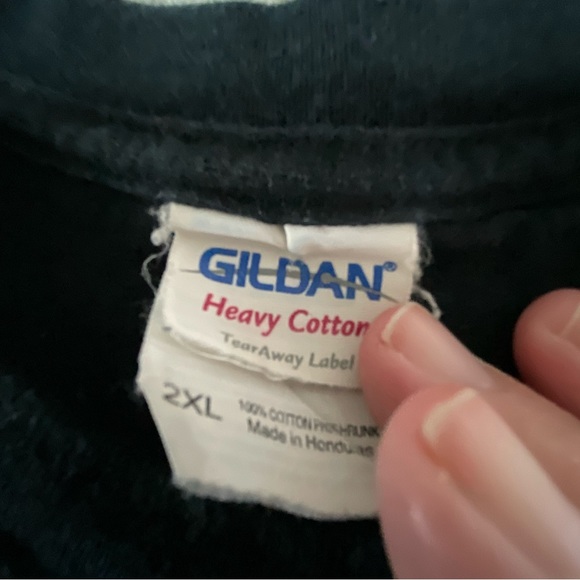 GILDAN®
Heavy Cotton
TearAway Label
2XL
100% COTTON PRESHRUNK
Made in Honduras